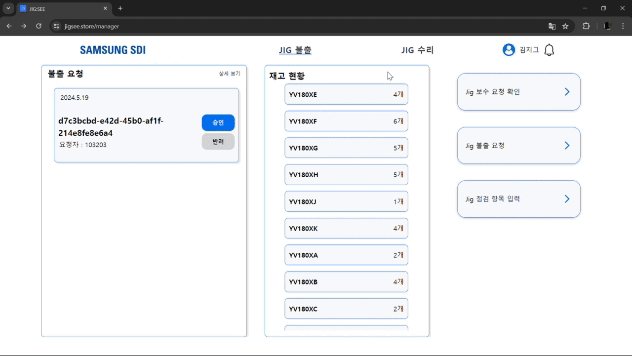 JIG:SEE
jigsee.store/manager
SAMSUNG SDI
JIG 불출
JIG 수리
김지그
불출 요청
상세 보기
2024.5.19
d7c3bcbd-e42d-45b0-af1f-
214e8fe8e6a4
요청자 : 103203
승인
반려
재고 현황
YV180XE 4개
YV180XF 6개
YV180XG 5개
YV180XH 5개
YV180XJ 1개
YV180XK 4개
YV180XA 2개
YV180XB 4개
YV180XC 2개
Jig 보수 요청 확인
Jig 불출 요청
Jig 점검 항목 입력